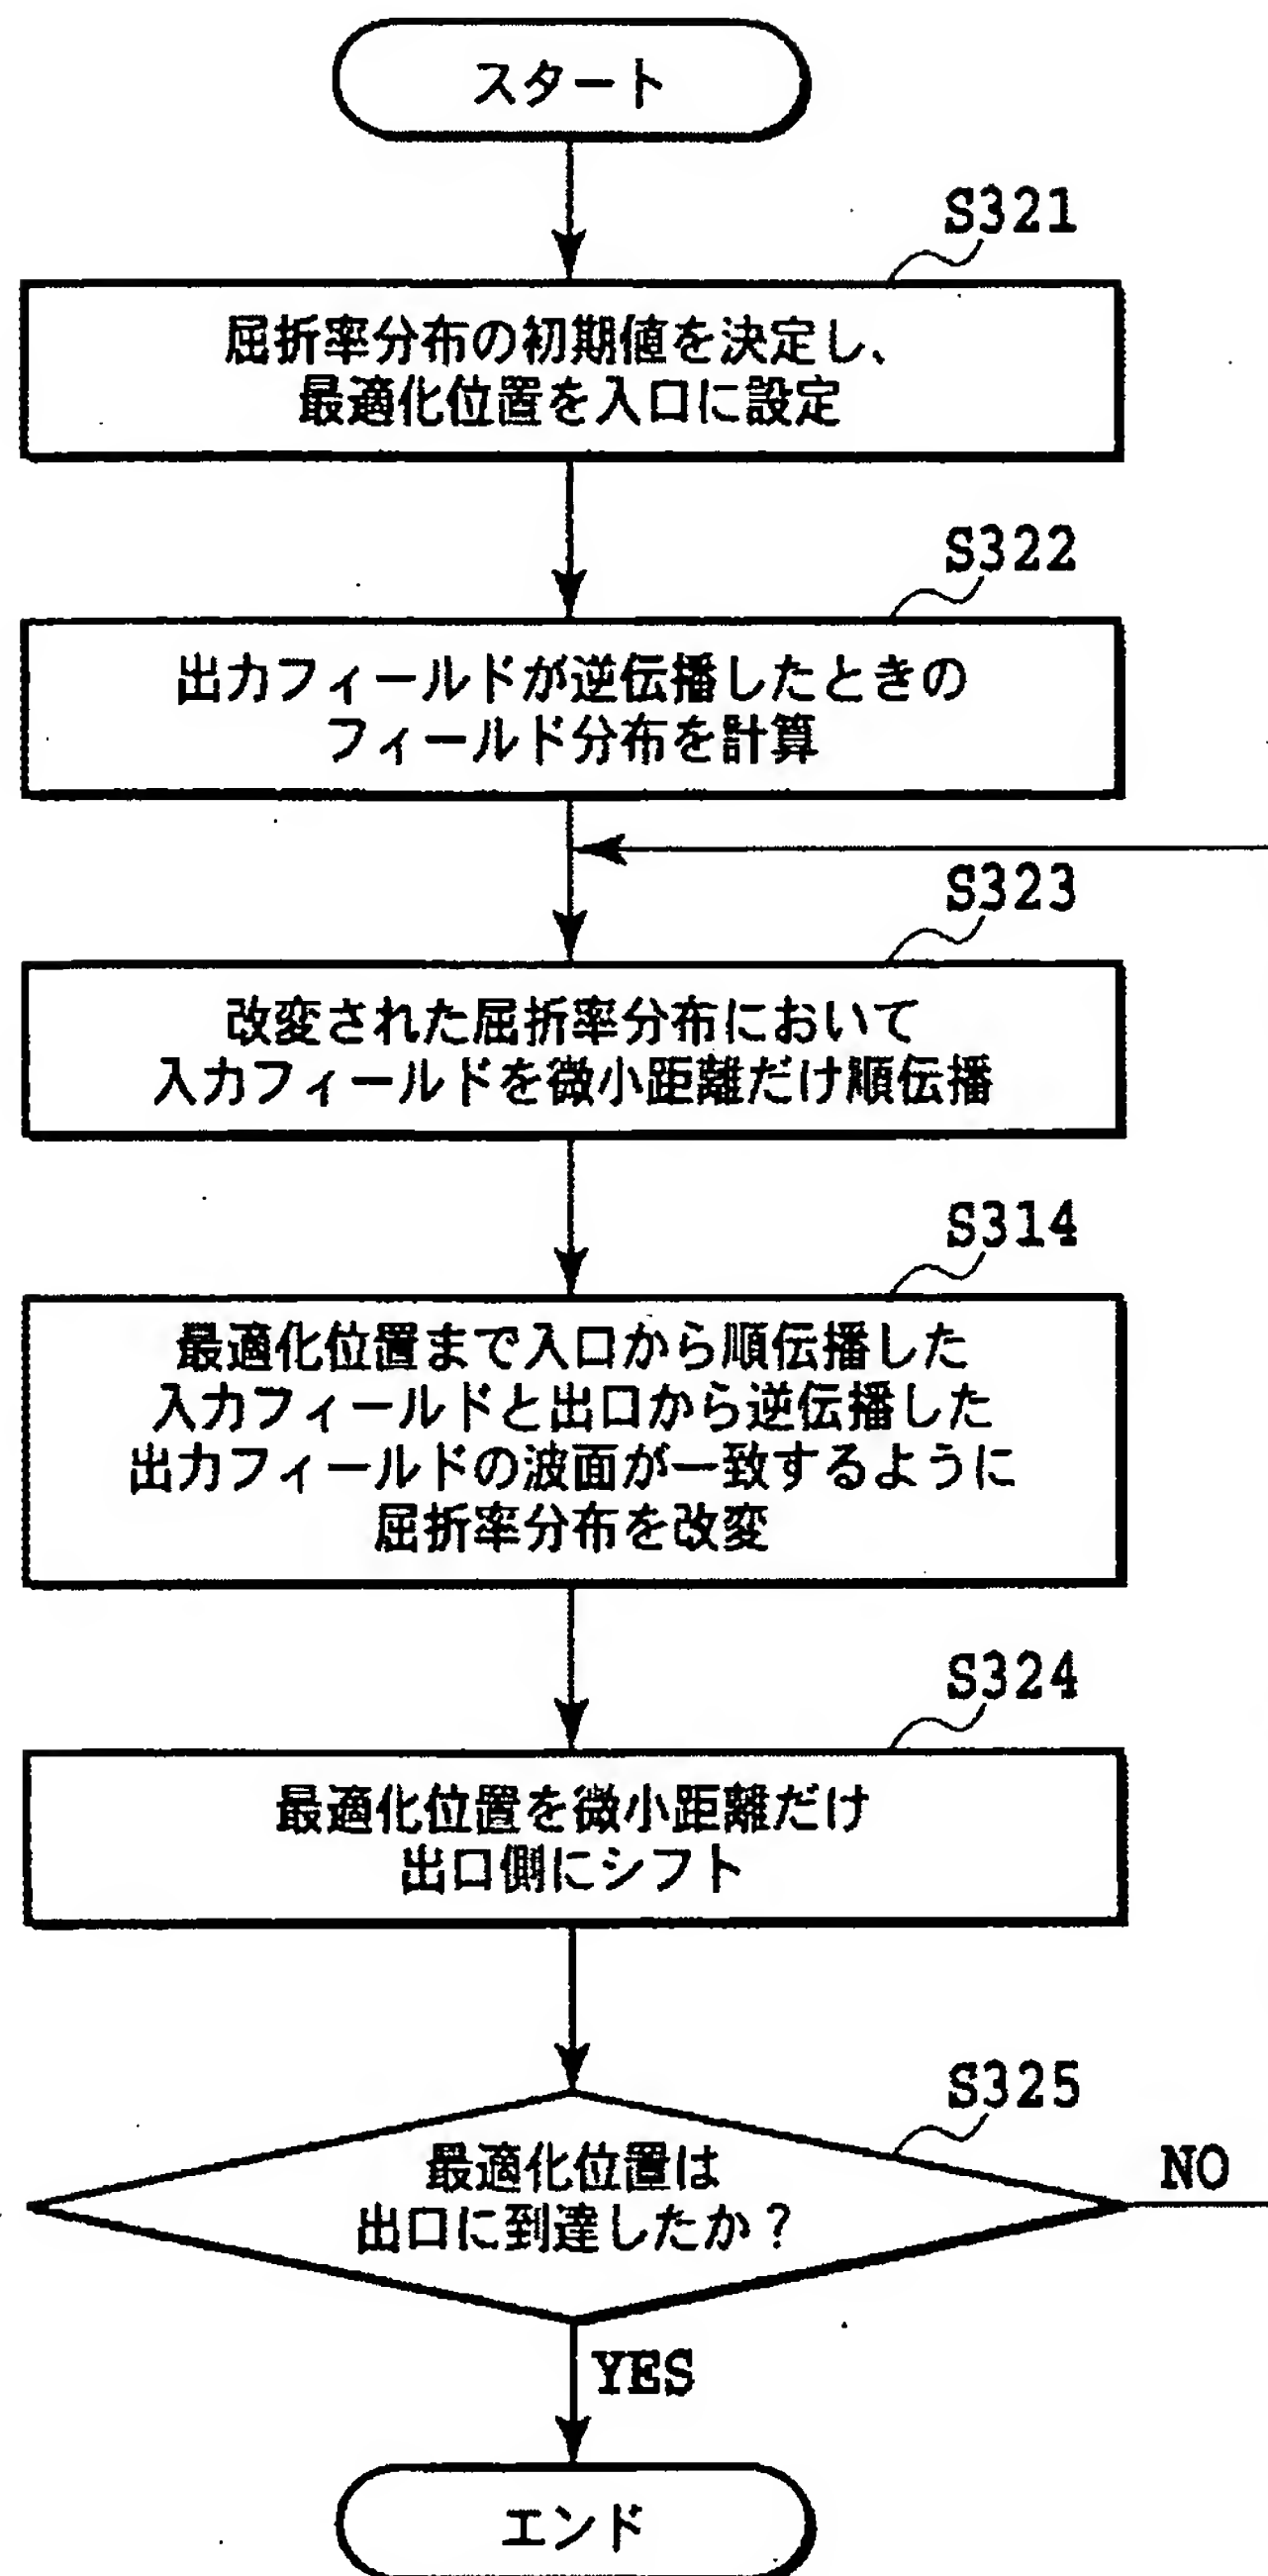 スタート
S321
屈折率分布の初期値を決定し、
最適化位置を入口に設定
S322
出力フィールドが逆伝播したときの
フィールド分布を計算
S323
改変された屈折率分布において
入力フィールドを微小距離だけ順伝播
S314
最適化位置まで入口から順伝播した
入力フィールドと出口から逆伝播した
出力フィールドの波面が一致するように
屈折率分布を改変
S324
最適化位置を微小距離だけ
出口側にシフト
S325
最適化位置は
出口に到達したか？
NO
YES
エンド